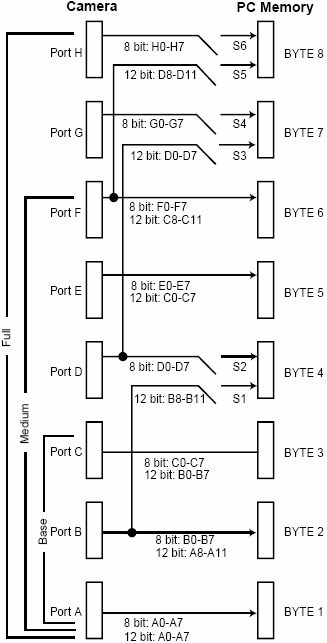 Camera PC Memory
Port H 8 bit: H0-H7 S6 BYTE 8
12 bit: D8-D11 S5
Port G 8 bit: G0-G7 S4 BYTE 7
12 bit: D0-D7 S3
Port F 8 bit: F0-F7 BYTE 6
12 bit: C8-C11
Port E 8 bit: E0-E7 BYTE 5
12 bit: C0-C7
Full
Port D 8 bit: D0-D7 S2 BYTE 4
12 bit: B8-B11 S1
Medium
Port C 8 bit: C0-C7 BYTE 3
12 bit: B0-B7
Base
Port B 8 bit: B0-B7 BYTE 2
12 bit: A8-A11
Port A 8 bit: A0-A7 BYTE 1
12 bit: A0-A7